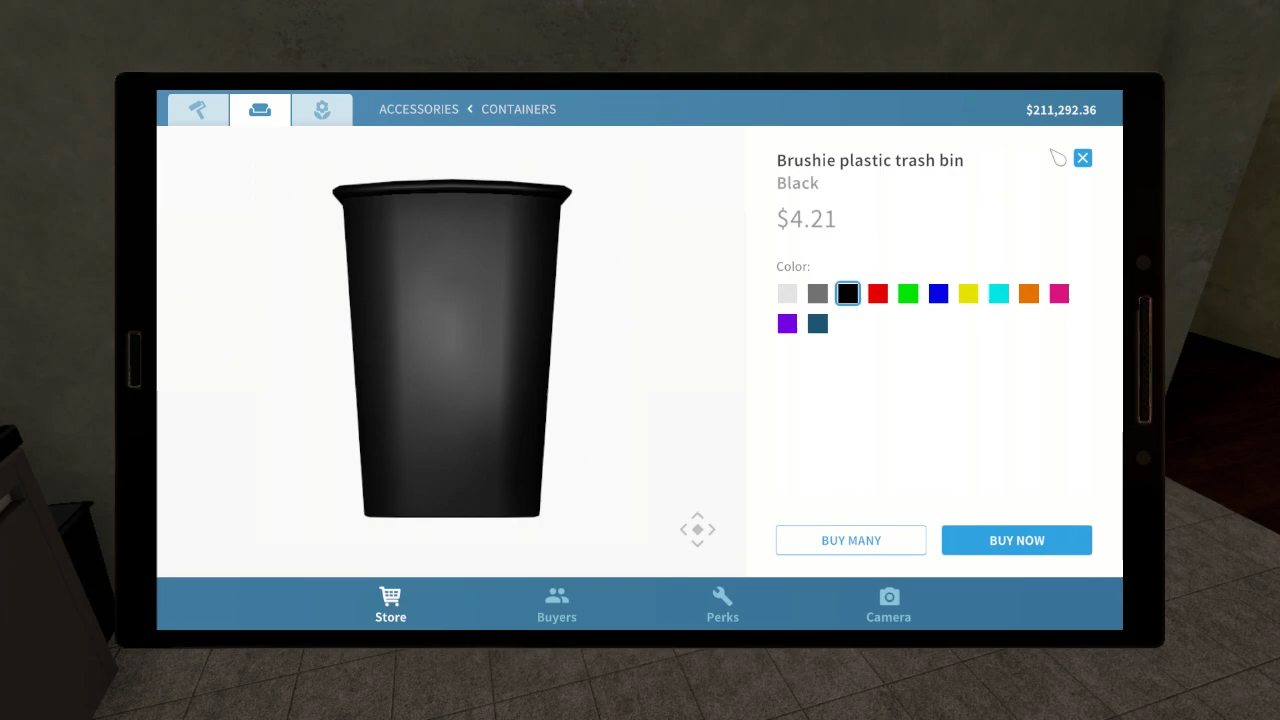 ACCESSORIES < CONTAINERS
$211,292.36
Brushie plastic trash bin
Black
$4.21
Color:
BUY MANY
BUY NOW
Store
Buyers
Perks
Camera